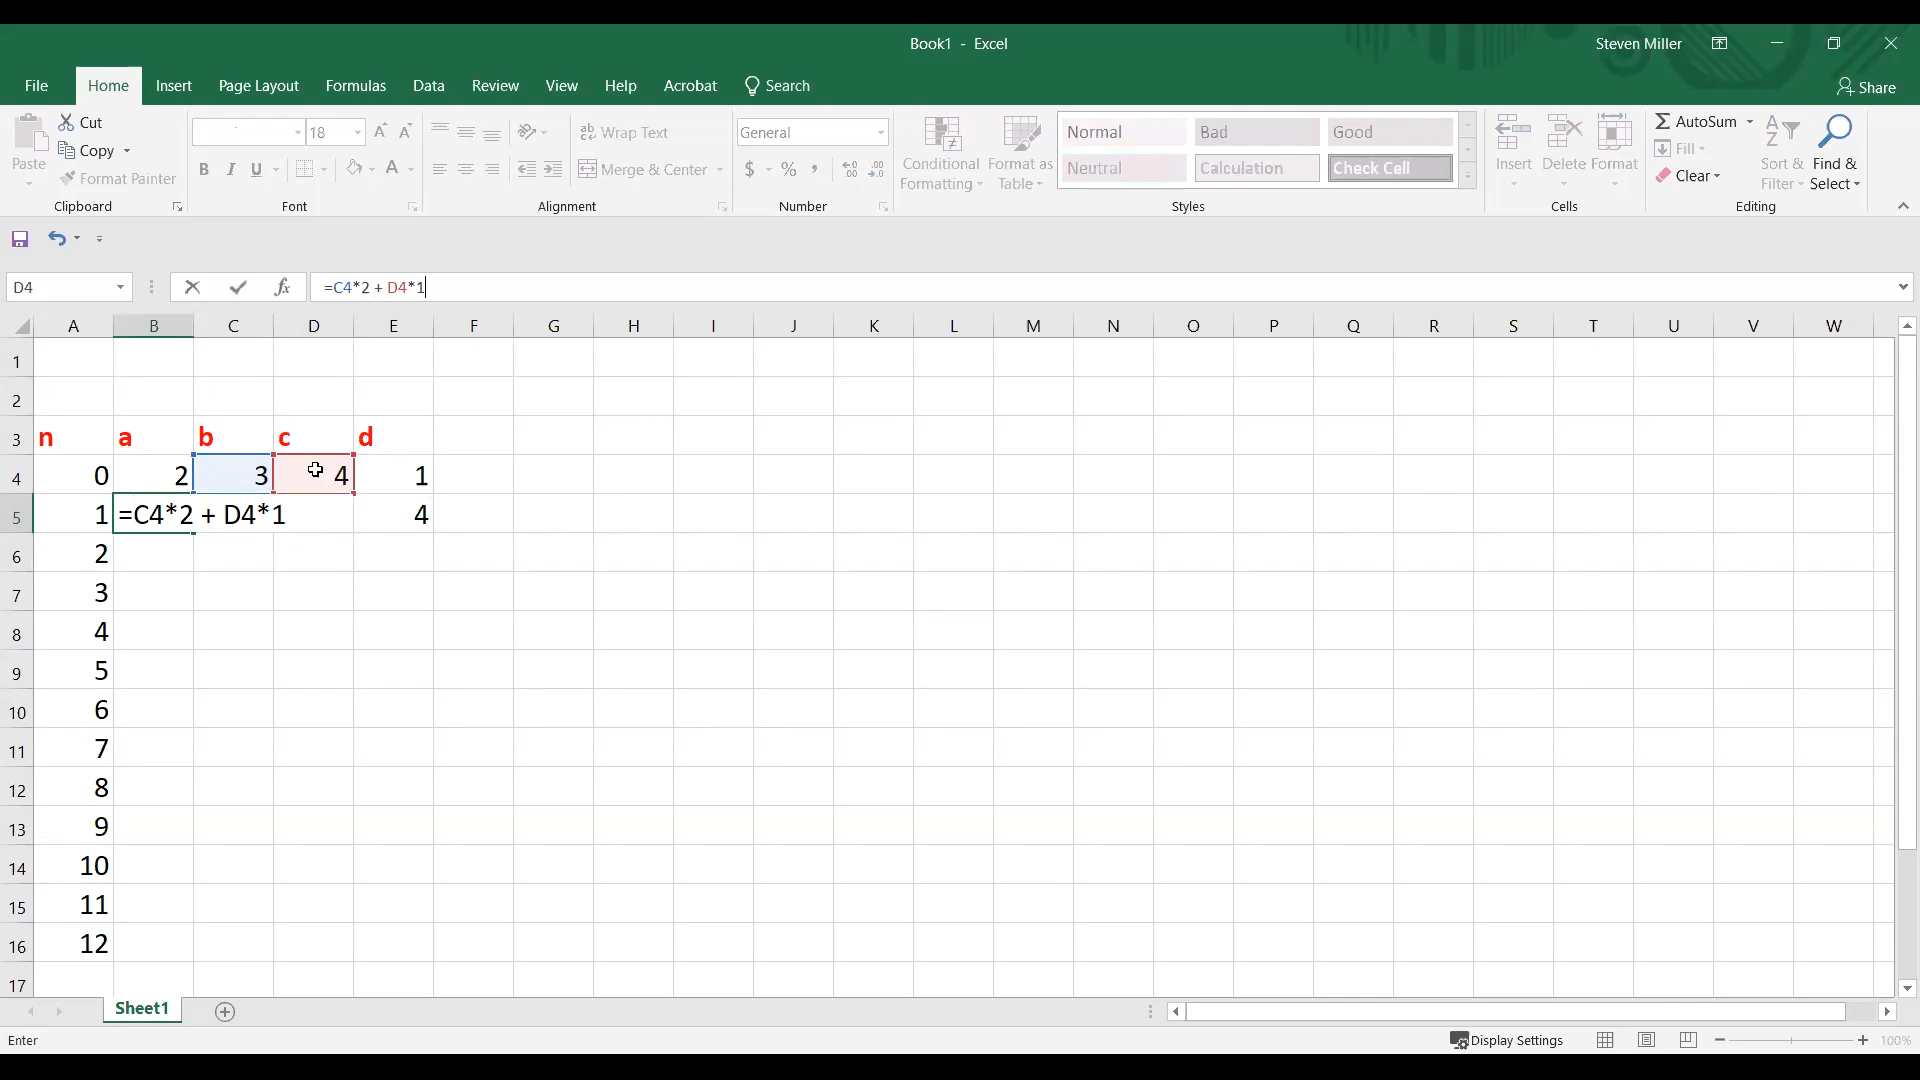 Book1 - Excel
Steven Miller
File Home Insert Page Layout Formulas Data Review View Help Acrobat Search
Share
Paste
Cut
Copy
Format Painter
Clipboard
18 A A
B I U A
Font
ab Wrap Text
Merge & Center
Alignment
General
$ % ,
Number
Conditional Formatting
Format as Table
Normal Bad Good
Neutral Calculation Check Cell
Styles
Insert Delete Format
Cells
AutoSum
Fill
Clear
Sort & Filter
Find & Select
Editing
D4 fx =C4*2 + D4*1
A B C D E F G H I J K L M N O P Q R S T U V W
1
2
3 n a b c d
4 0 2 3 4 1
5 1 =C4*2 + D4*1 4
6 2
7 3
8 4
9 5
10 6
11 7
12 8
13 9
14 10
15 11
16 12
17
Sheet1
Enter
Display Settings
100%